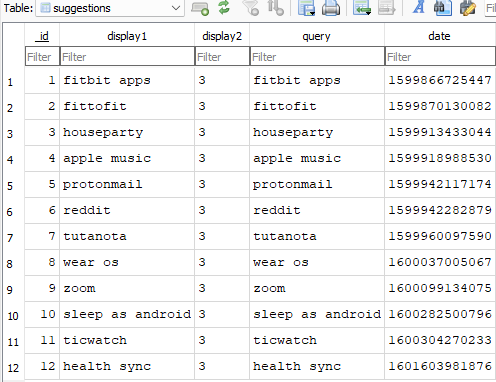 Table: suggestions
_id display1 display2 query date
Filter Filter Filter Filter Filter
1 1 fitbit apps 3 fitbit apps 1599866725447
2 2 fittofit 3 fittofit 1599870130082
3 3 houseparty 3 houseparty 1599913433044
4 4 apple music 3 apple music 1599918988530
5 5 protonmail 3 protonmail 1599942117174
6 6 reddit 3 reddit 1599942282879
7 7 tutanota 3 tutanota 1599960097590
8 8 wear os 3 wear os 1600037005067
9 9 zoom 3 zoom 1600099134075
10 10 sleep as android 3 sleep as android 1600282500796
11 11 ticwatch 3 ticwatch 1600304270233
12 12 health sync 3 health sync 1601603981876